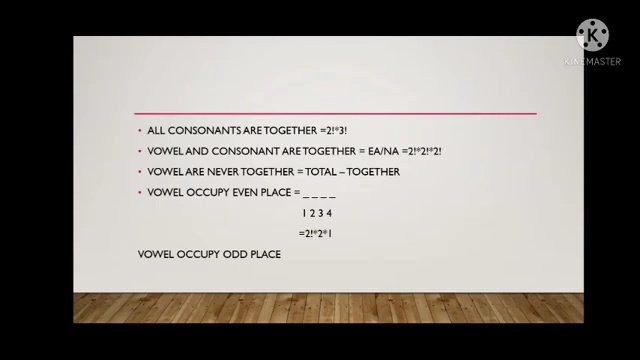 K
KINEMASTER
• ALL CONSONANTS ARE TOGETHER =2!*3!
• VOWEL AND CONSONANT ARE TOGETHER = EA/NA =2!*2!*2!
• VOWEL ARE NEVER TOGETHER = TOTAL – TOGETHER
• VOWEL OCCUPY EVEN PLACE = _ _ _ _
1 2 3 4
=2!*2*1
VOWEL OCCUPY ODD PLACE